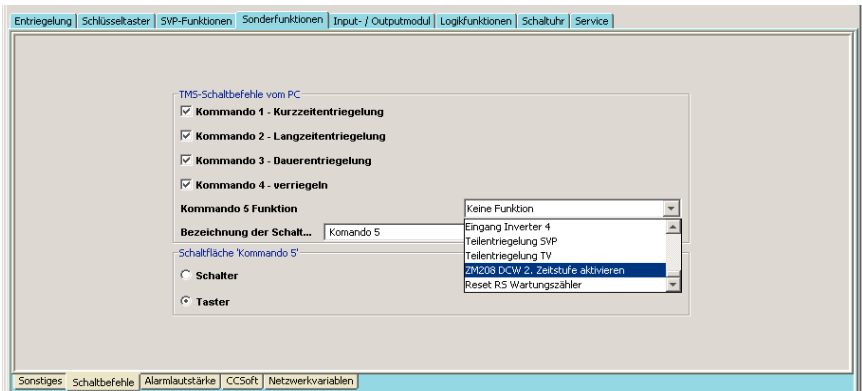 Entriegelung Schlüsseltaster SVP-Funktionen Sonderfunktionen Input- / Outputmodul Logikfunktionen Schaltuhr Service
TMS-Schaltbefehle vom PC
Kommando 1 - Kurzzeitentriegelung
Kommando 2 - Langzeitentriegelung
Kommando 3 - Dauerentriegelung
Kommando 4 - verriegeln
Kommando 5 Funktion Keine Funktion
Eingang Inverter 4
Bezeichnung der Schalt... Komando 5
Teilentriegelung SVP
Schaltfläche 'Kommando 5'
Teilentriegelung TV
ZM208 DCW 2. Zeitstufe aktivieren
Schalter
Reset RS Wartungszähler
Taster
Sonstiges Schaltbefehle Alarmlautstärke CCSoft Netzwerkvariablen